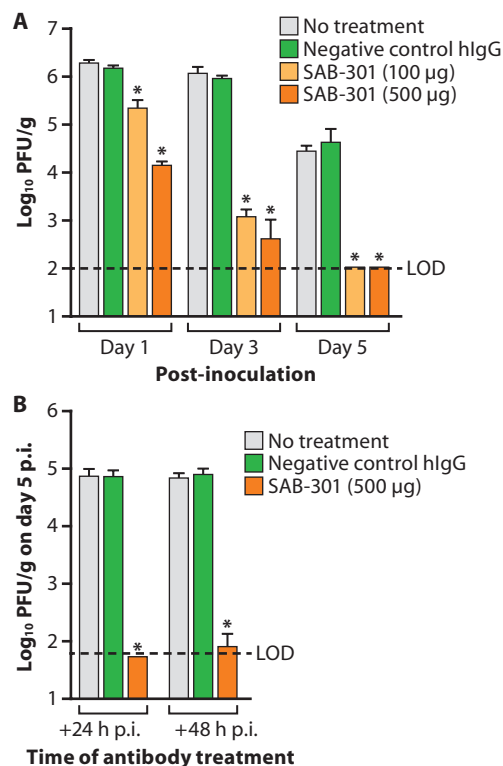 A
7
6
5
4
3
2
1
Log₁₀ PFU/g
No treatment
Negative control hIgG
SAB-301 (100 µg)
SAB-301 (500 µg)
*
*
*
*
*
*
LOD
Day 1
Day 3
Day 5
Post-inoculation
B
6
5
4
3
2
1
Log₁₀ PFU/g on day 5 p.i.
No treatment
Negative control hIgG
SAB-301 (500 µg)
*
*
LOD
+24 h p.i.
+48 h p.i.
Time of antibody treatment